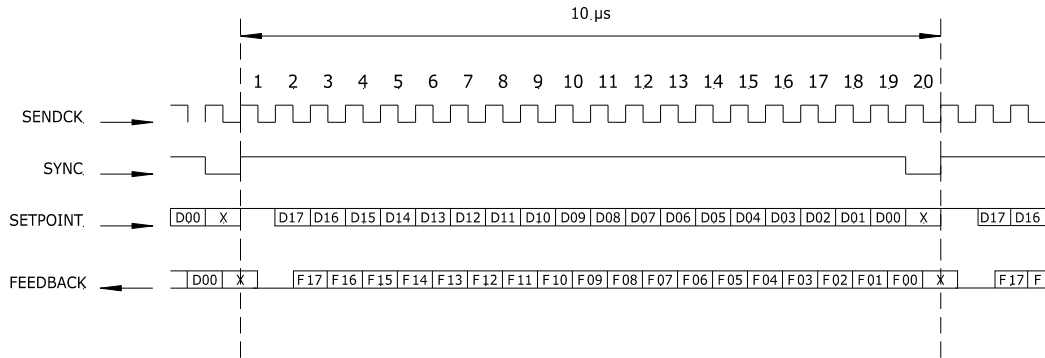 10 µs
1 2 3 4 5 6 7 8 9 10 11 12 13 14 15 16 17 18 19 20
SENDCK
SYNC
SETPOINT D00 X D17 D16 D15 D14 D13 D12 D11 D10 D09 D08 D07 D06 D05 D04 D03 D02 D01 D00 X D17 D16
FEEDBACK D00 X F17 F16 F15 F14 F13 F12 F11 F10 F09 F08 F07 F06 F05 F04 F03 F02 F01 F00 X F17 F